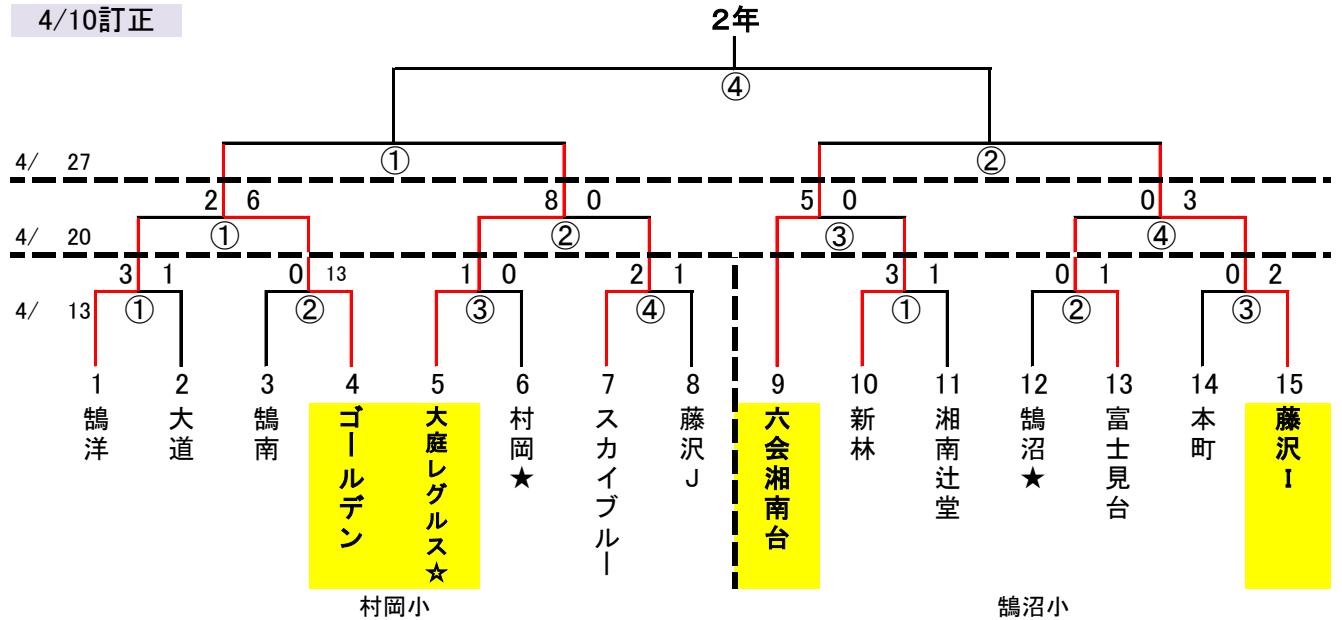 4/10訂正
2年
④
4/ 27
① ②
2 6 8 0 5 0 0 3
4/ 20
① ② ③ ④
3 1 0 13 1 0 2 1 3 1 0 1 0 2
4/ 13
① ② ③ ④ ① ② ③
1 2 3 4 5 6 7 8 9 10 11 12 13 14 15
鵠洋
大道
鵠南
ゴールデン
大庭レグルス☆
村岡★
スカイブルー
藤沢J
六会湘南台
新林
湘南辻堂
鵠沼★
富士見台
本町
藤沢I
村岡小
鵠沼小